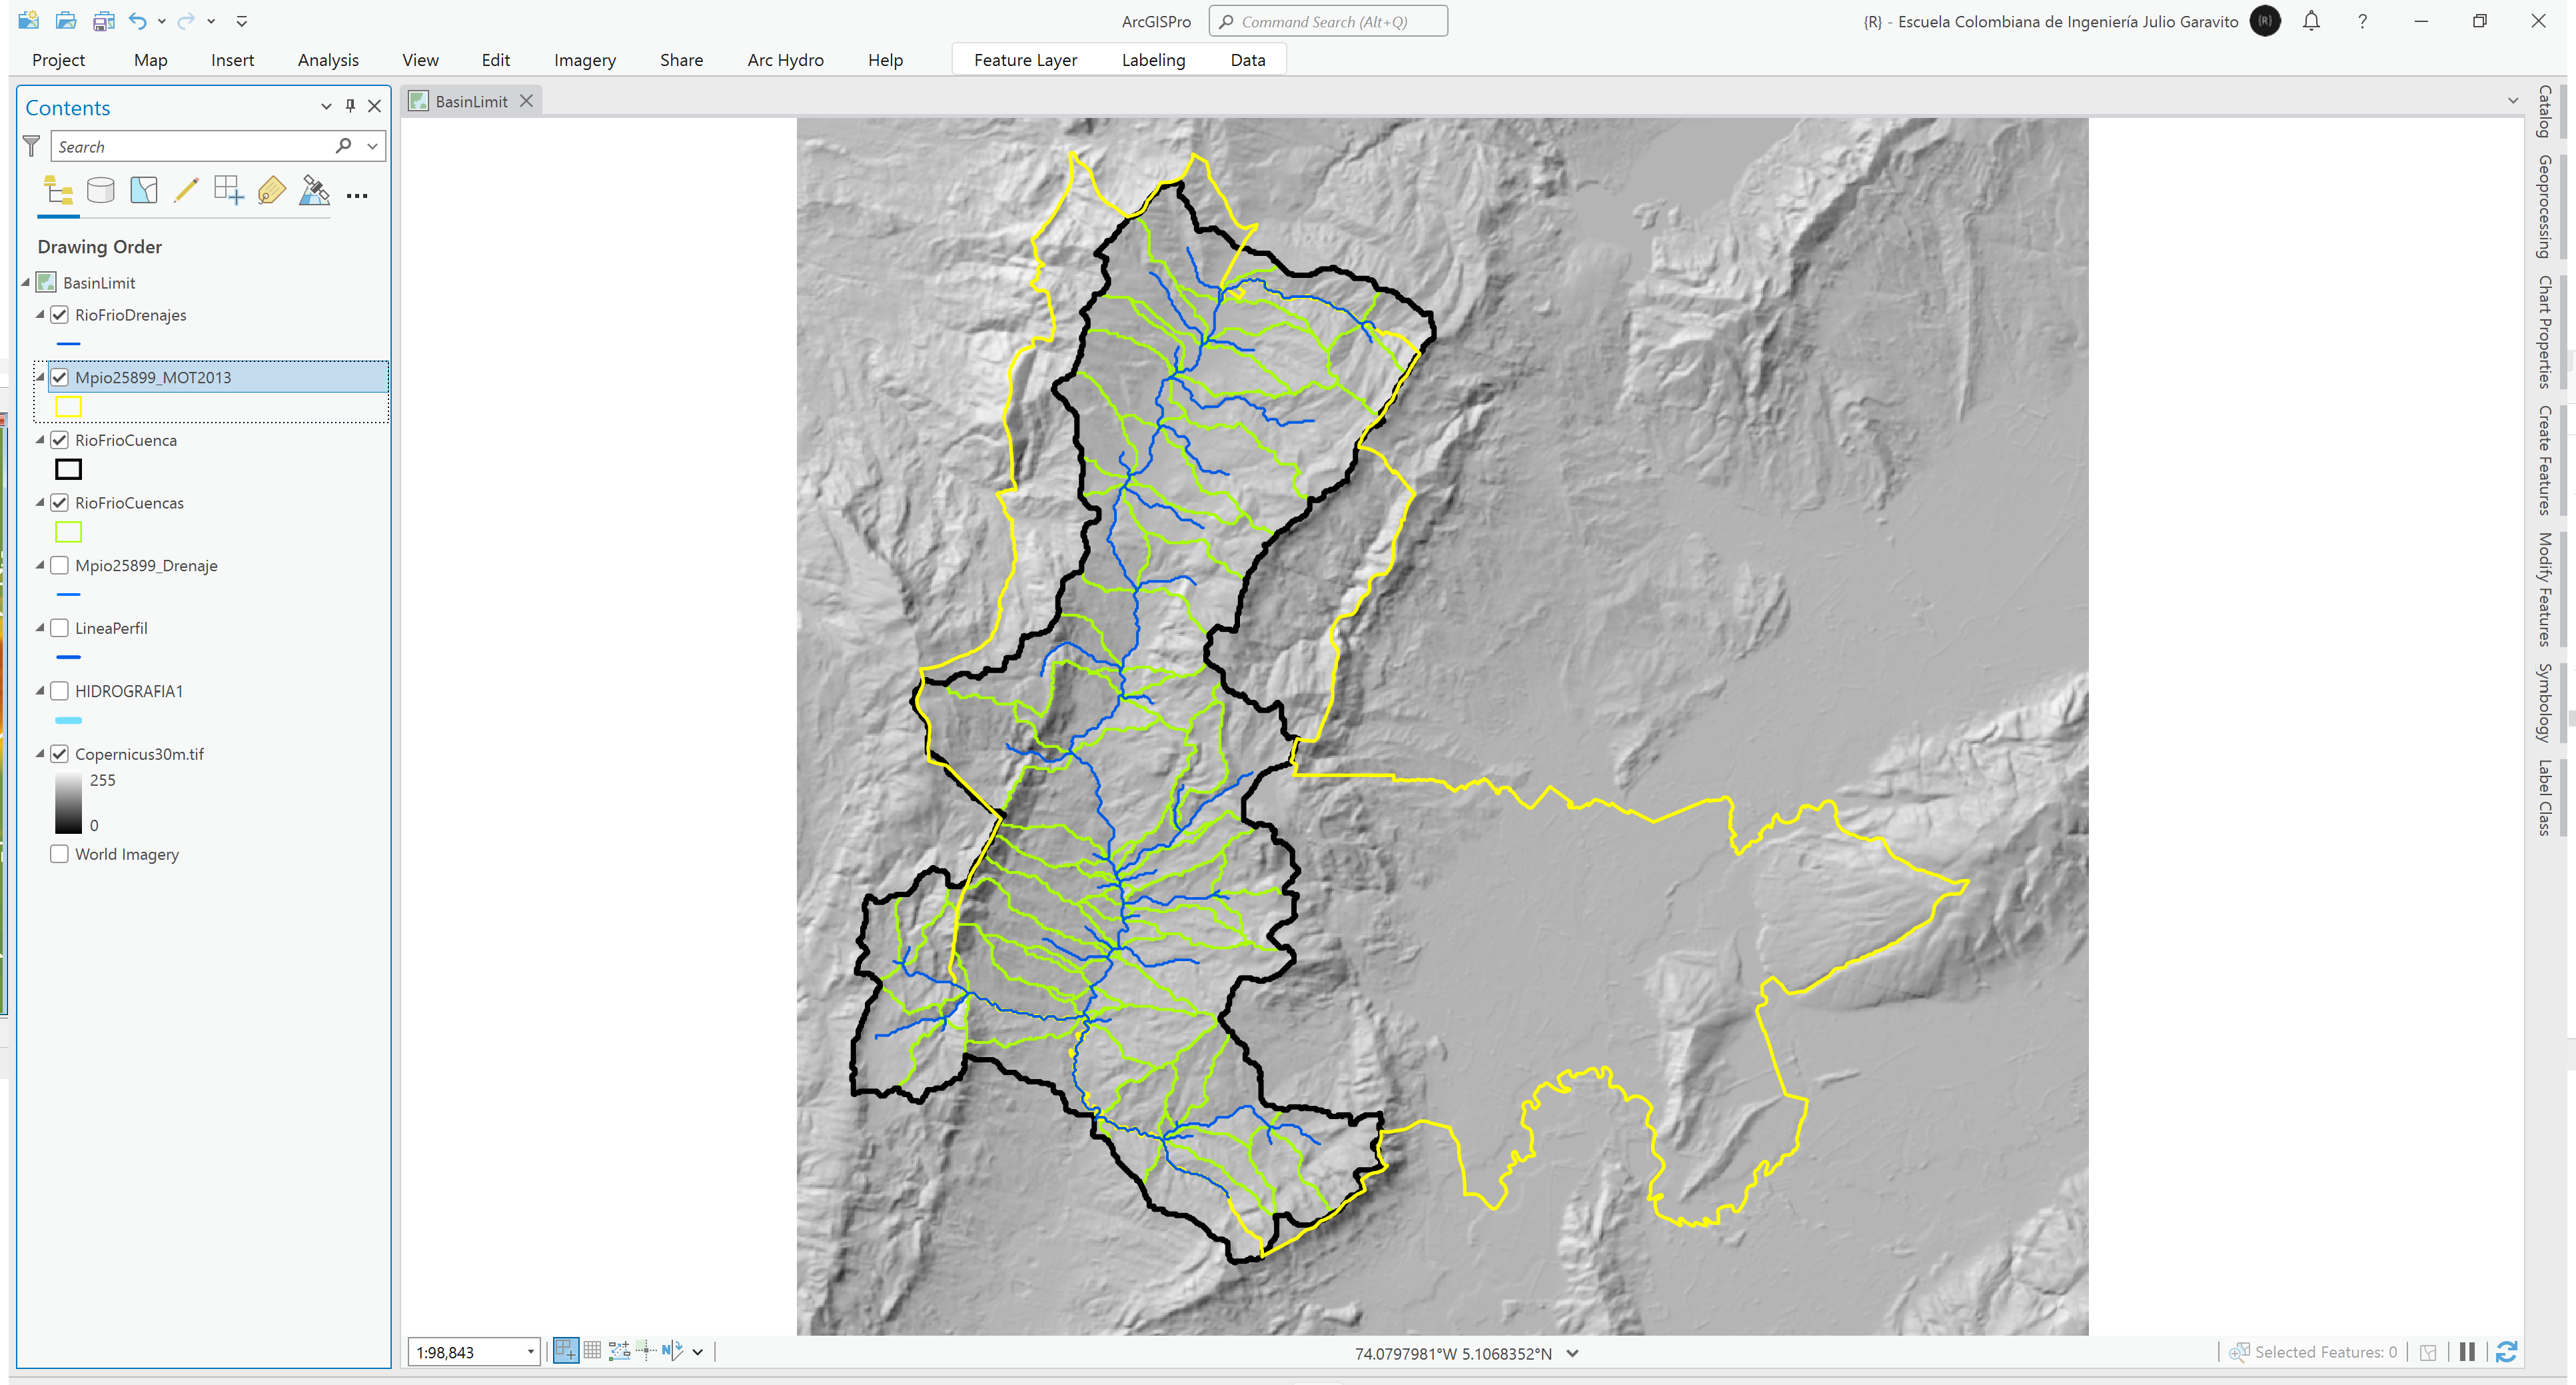 ArcGISPro
Command Search (Alt+Q)
{R} - Escuela Colombiana de Ingeniería Julio Garavito
{R}
?
Project
Map
Insert
Analysis
View
Edit
Imagery
Share
Arc Hydro
Help
Feature Layer
Labeling
Data
Contents
Search
Drawing Order
BasinLimit
RioFrioDrenajes
Mpio25899_MOT2013
RioFrioCuenca
RioFrioCuencas
Mpio25899_Drenaje
LineaPerfil
HIDROGRAFIA1
Copernicus30m.tif
255
0
World Imagery
BasinLimit
1:98,843
N
74.0797981°W 5.1068352°N
Selected Features: 0
Catalog
Geoprocessing
Chart Properties
Create Features
Modify Features
Symbology
Label Class